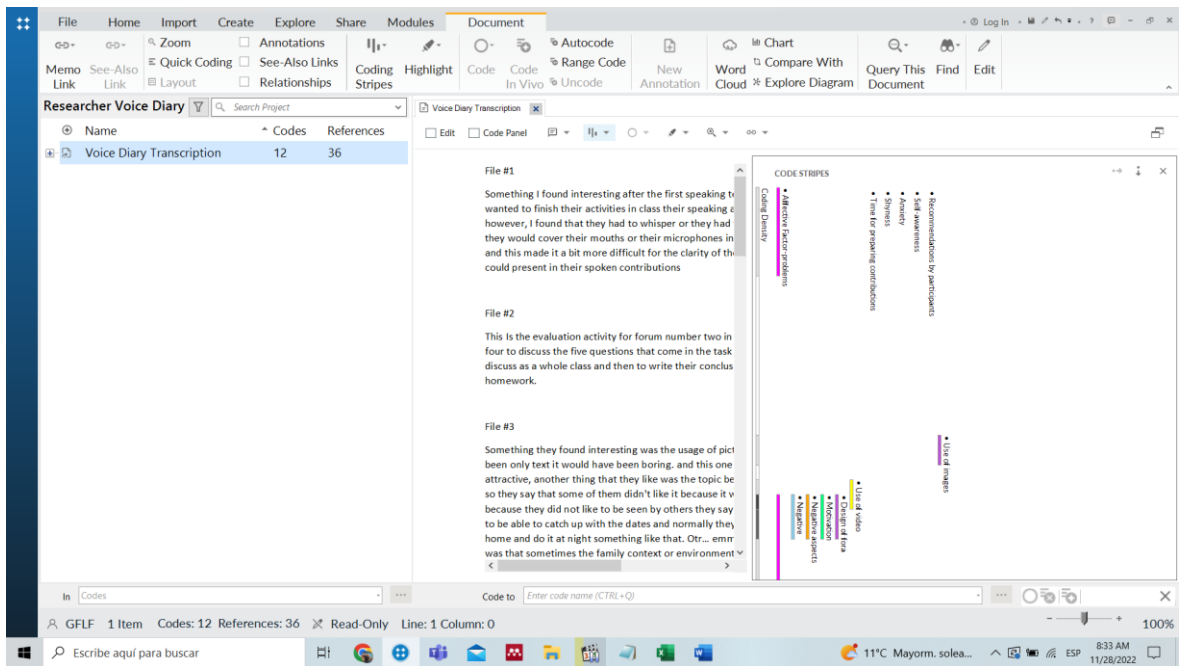 File Home Import Create Explore Share Modules Document Log In
Memo Link
See-Also Link
Zoom
Quick Coding
Layout
Annotations
See-Also Links
Relationships
Coding Stripes
Highlight
Code
Code In Vivo
Autocode
Range Code
Uncode
New Annotation
Word Cloud
Chart
Compare With
Explore Diagram
Query This Document
Find
Edit
Researcher Voice Diary Search Project
Name Codes References
Voice Diary Transcription 12 36
Voice Diary Transcription
Edit Code Panel
File #1
Something I found interesting after the first speaking t
wanted to finish their activities in class their speaking a
however, I found that they had to whisper or they had
they would cover their mouths or their microphones in
and this made it a bit more difficult for the clarity of th
could present in their spoken contributions
File #2
This Is the evaluation activity for forum number two in
four to discuss the five questions that come in the task
discuss as a whole class and then to write their conclus
homework.
File #3
Something they found interesting was the usage of pict
been only text it would have been boring. and this one
attractive, another thing that they like was the topic be
so they say that some of them didn't like it because it w
because they did not like to be seen by others they say
to be able to catch up with the dates and normally they
home and do it at night something like that. Otr... emm
was that sometimes the family context or environment
CODE STRIPES
• Recommendations by participants
• Self-awareness
• Anxiety
• Shyness
• Time for preparing contributions
• Affective Factor-problems
Coding Density
• Use of images
• Use of video
• Design of fora
• Motivation
• Negative aspects
• Negative
In Codes
Code to Enter code name (CTRL+Q)
GFLF 1 Item Codes: 12 References: 36 Read-Only Line: 1 Column: 0 100%
Escribe aquí para buscar
11°C Mayorm. solea... ESP 8:33 AM
11/28/2022